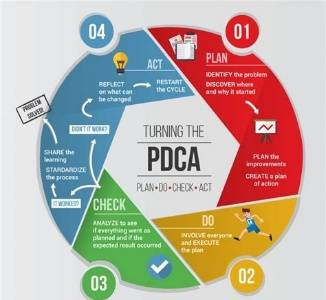 04
01
ACT
PLAN
REFLECT
on what can
be changed
RESTART
the CYCLE
IDENTIFY the problem
DISCOVER where
and why it started
PROBLEM
SOLVED!
DIDN'T IT WORK?
TURNING THE
PDCA
PLAN•DO•CHECK•ACT
PLAN the
improvements
CREATE a plan
of action
SHARE the
learning
STARDARDIZE
the process
IT WORKED?
CHECK
ANALYZE to see
if everything went as
planned and if the
expected result occurred
DO
INVOLVE everyone
and EXECUTE
the plan
03
02